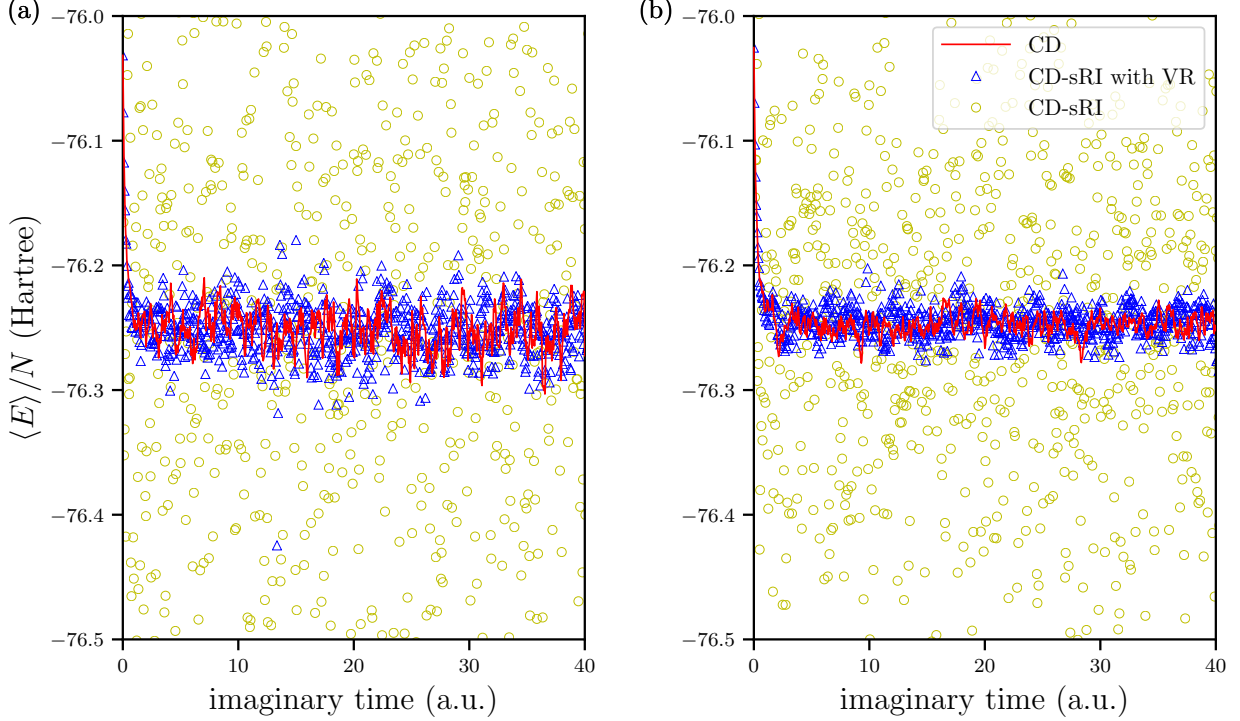 (a)
(b)
−76.0
−76.1
−76.2
−76.3
−76.4
−76.5
0
10
20
30
40
imaginary time (a.u.)
⟨E⟩/N (Hartree)
−76.0
−76.1
−76.2
−76.3
−76.4
−76.5
0
10
20
30
40
imaginary time (a.u.)
CD
CD-sRI with VR
CD-sRI